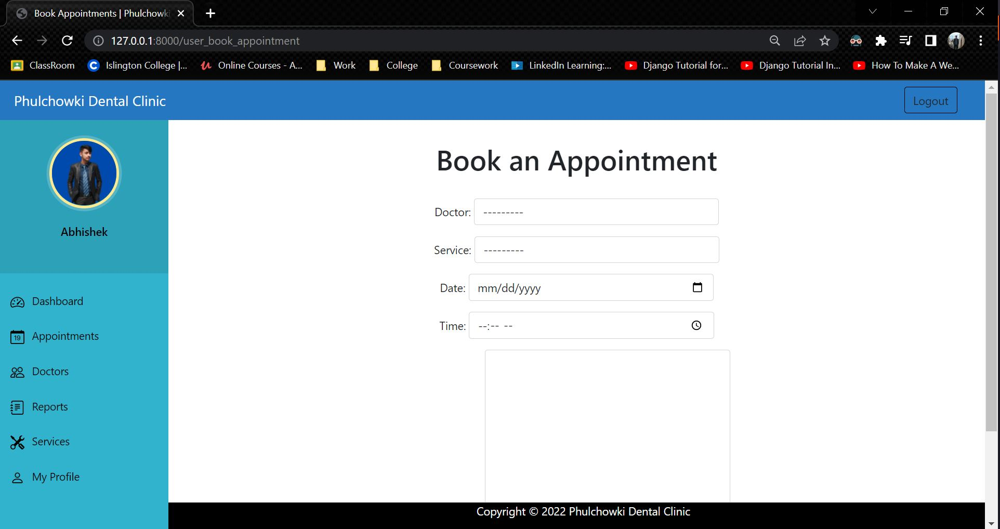 Book Appointments | Phulchowki
127.0.0.1:8000/user_book_appointment
ClassRoom
Islington College |...
Online Courses - A...
Work
College
Coursework
LinkedIn Learning:...
Django Tutorial for...
Django Tutorial In...
How To Make A We...
Phulchowki Dental Clinic
Logout
Abhishek
Dashboard
19
Appointments
Doctors
Reports
Services
My Profile
Book an Appointment
Doctor: ---------
Service: ---------
Date: mm/dd/yyyy
Time: --:-- --
Copyright © 2022 Phulchowki Dental Clinic